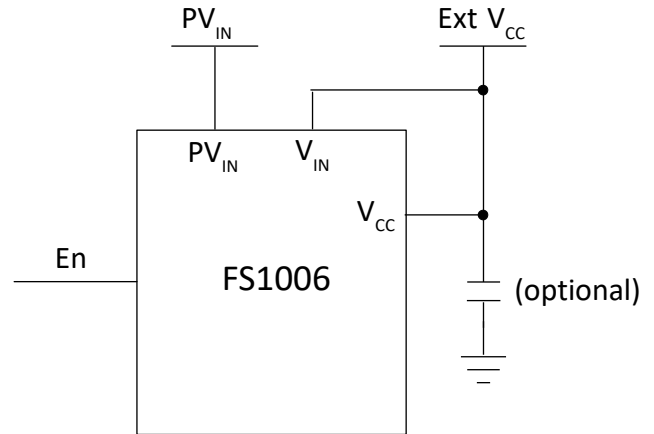 PVIN
Ext VCC
PVIN
VIN
VCC
En
FS1006
(optional)